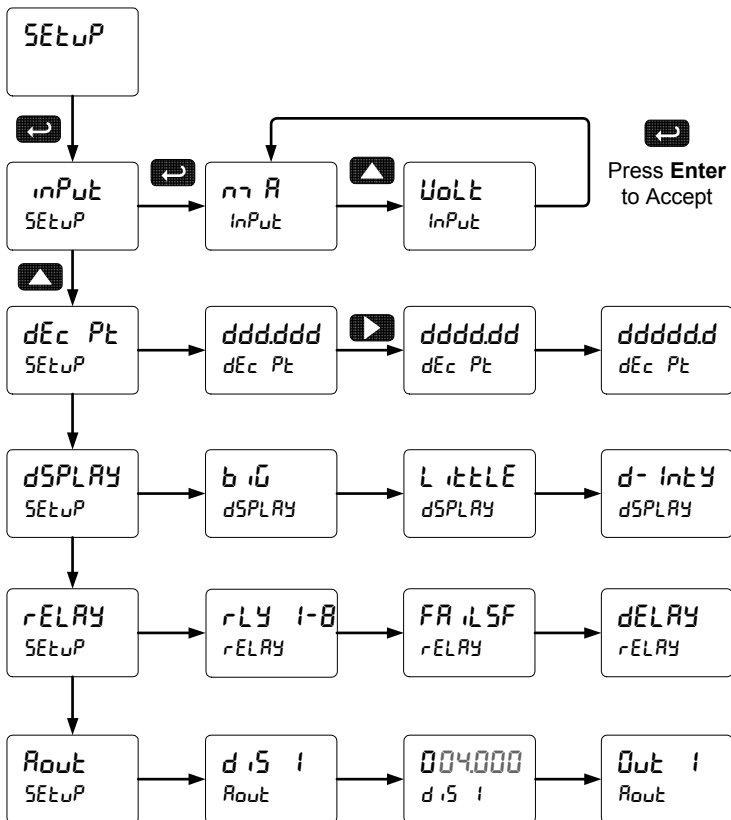 SEtuP
Press Enter
to Accept
inPut
SEtuP
mA
InPut
VoLt
InPut
dEc Pt
SEtuP
ddd.ddd
dEc Pt
dddd.dd
dEc Pt
ddddd.d
dEc Pt
dSPLAY
SEtuP
biG
dSPLAY
LittLE
dSPLAY
d-IntY
dSPLAY
rELAY
SEtuP
rLY 1-8
rELAY
FAiLSF
rELAY
dELAY
rELAY
Aout
SEtuP
diS 1
Aout
004.000
diS 1
Out 1
Aout